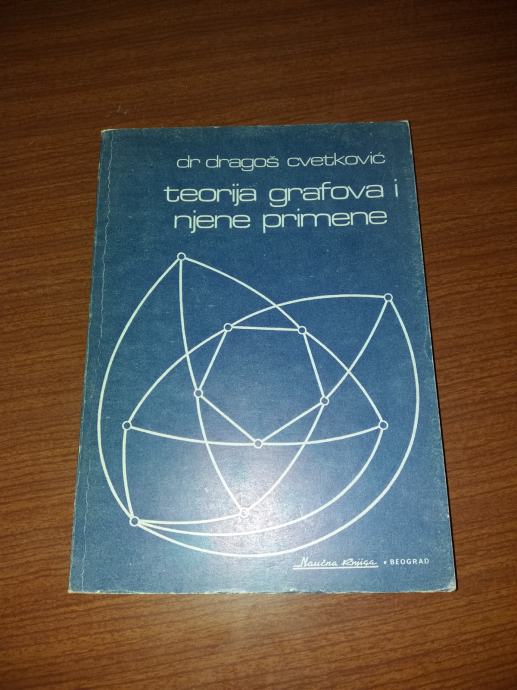 dr dragoš cvetković
teorija grafova i
njene primene
Naučna Knjiga • BEOGRAD